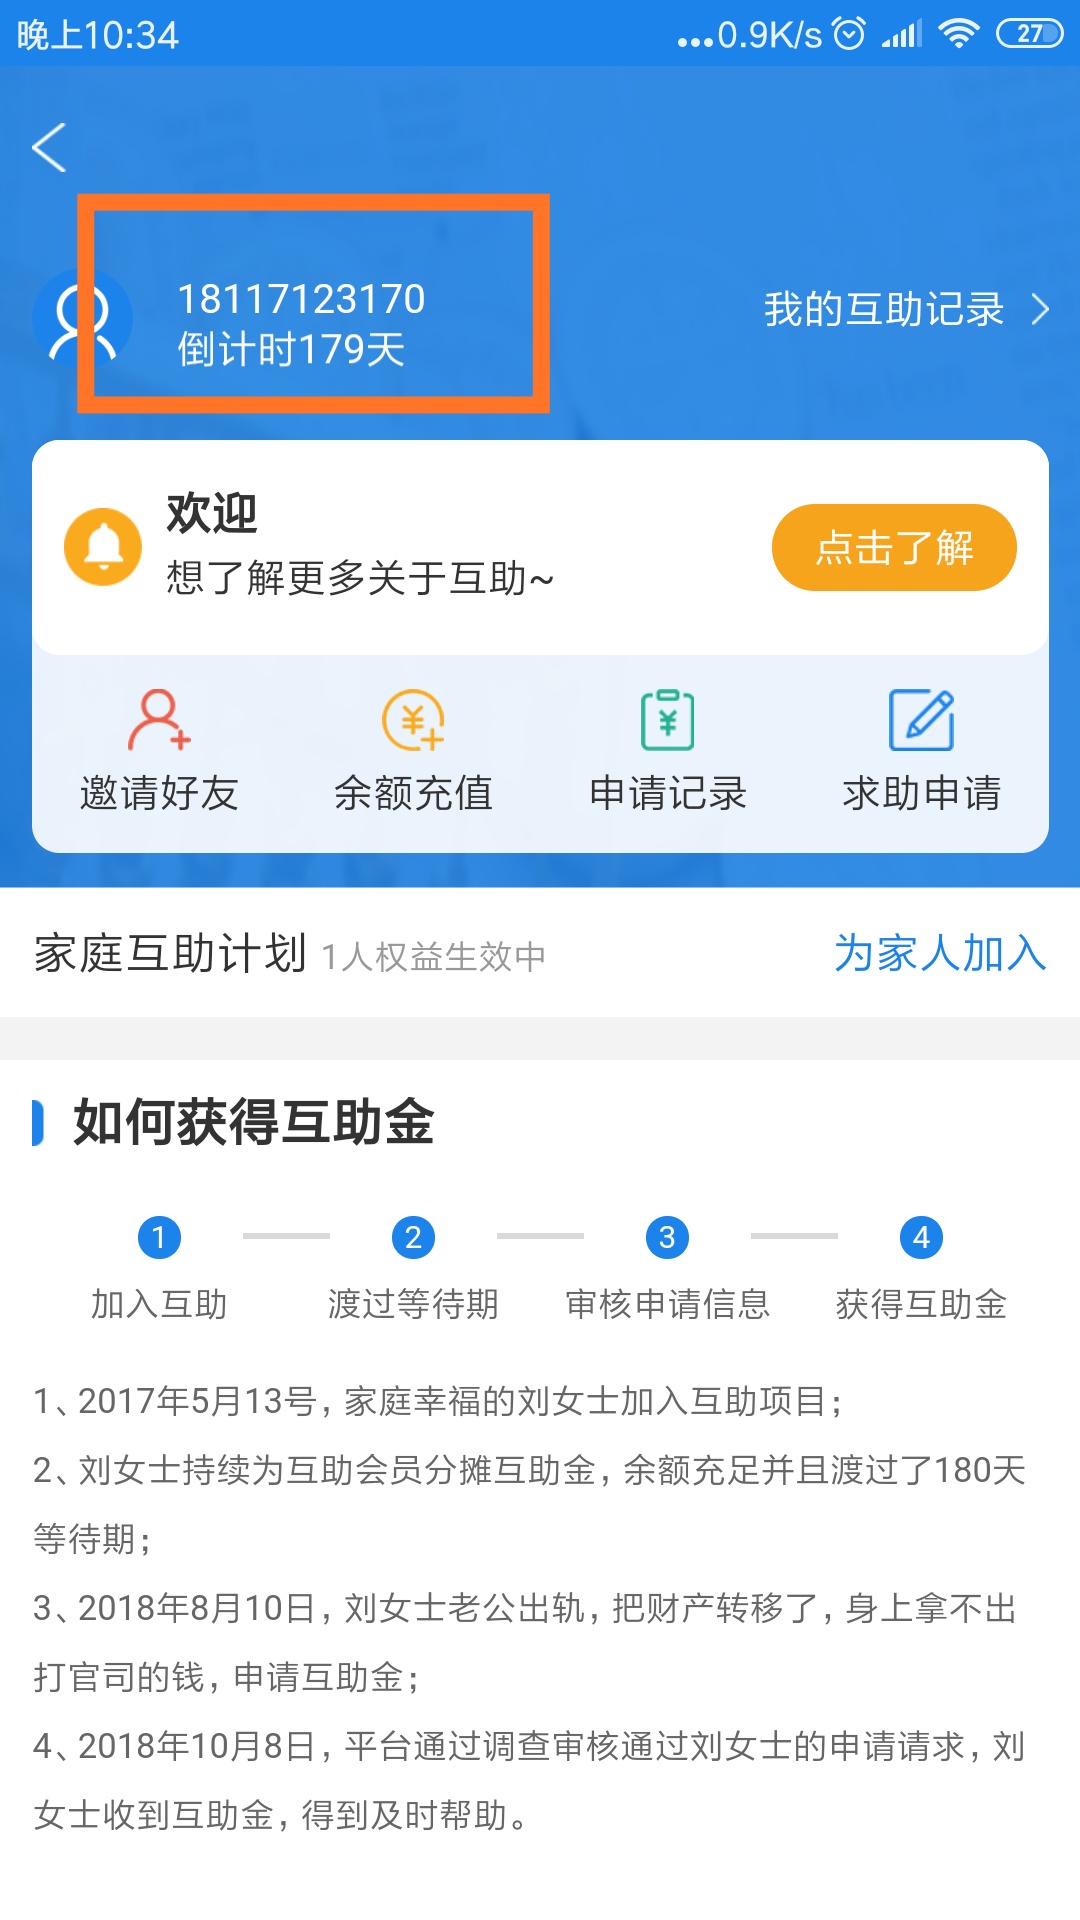 晚上10:34
...0.9K/s
27
18117123170
倒计时179天
我的互助记录
欢迎
想了解更多关于互助~
点击了解
邀请好友
余额充值
申请记录
求助申请
家庭互助计划 1人权益生效中
为家人加入
如何获得互助金
1
2
3
4
加入互助
渡过等待期
审核申请信息
获得互助金
1、2017年5月13号，家庭幸福的刘女士加入互助项目；
2、刘女士持续为互助会员分摊互助金，余额充足并且渡过了180天
等待期；
3、2018年8月10日，刘女士老公出轨，把财产转移了，身上拿不出
打官司的钱，申请互助金；
4、2018年10月8日，平台通过调查审核通过刘女士的申请请求，刘
女士收到互助金，得到及时帮助。